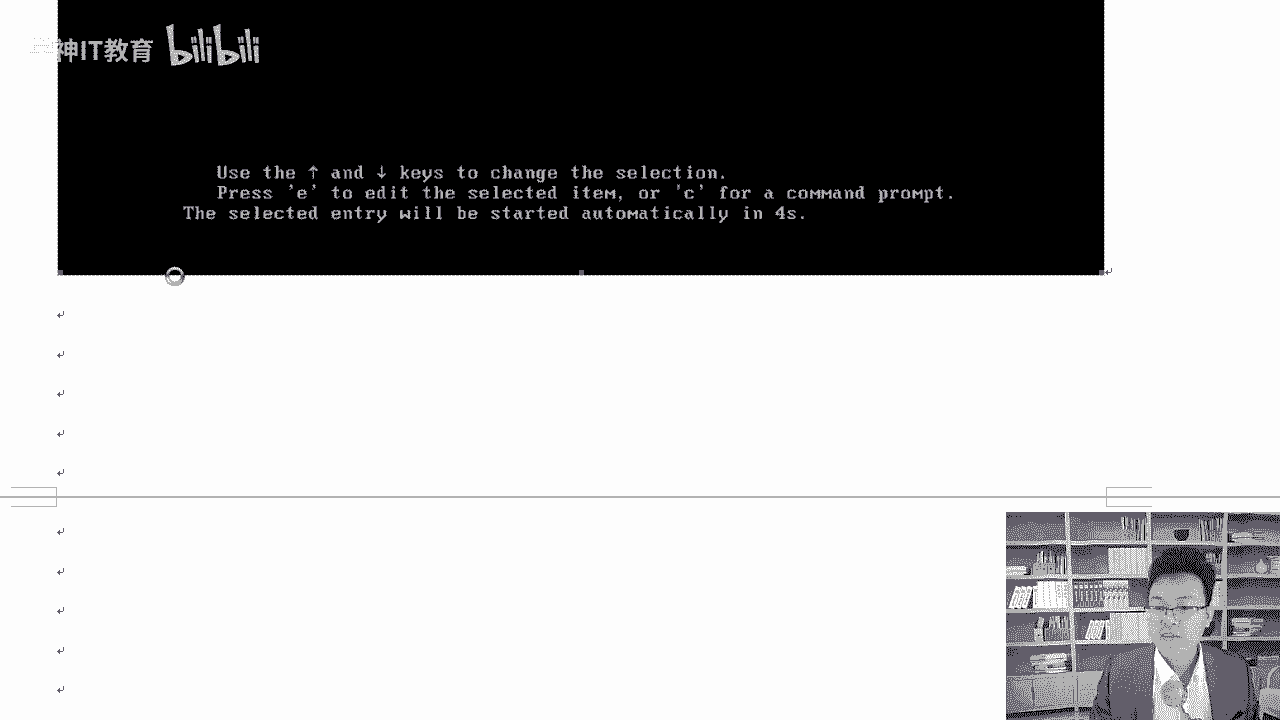 神IT教育 bilibili
Use the ↑ and ↓ keys to change the selection.
Press 'e' to edit the selected item, or 'c' for a command prompt.
The selected entry will be started automatically in 4s.